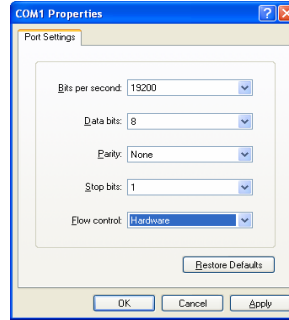 COM1 Properties
Port Settings
Bits per second: 19200
Data bits: 8
Parity: None
Stop bits: 1
Flow control: Hardware
Restore Defaults
OK Cancel Apply